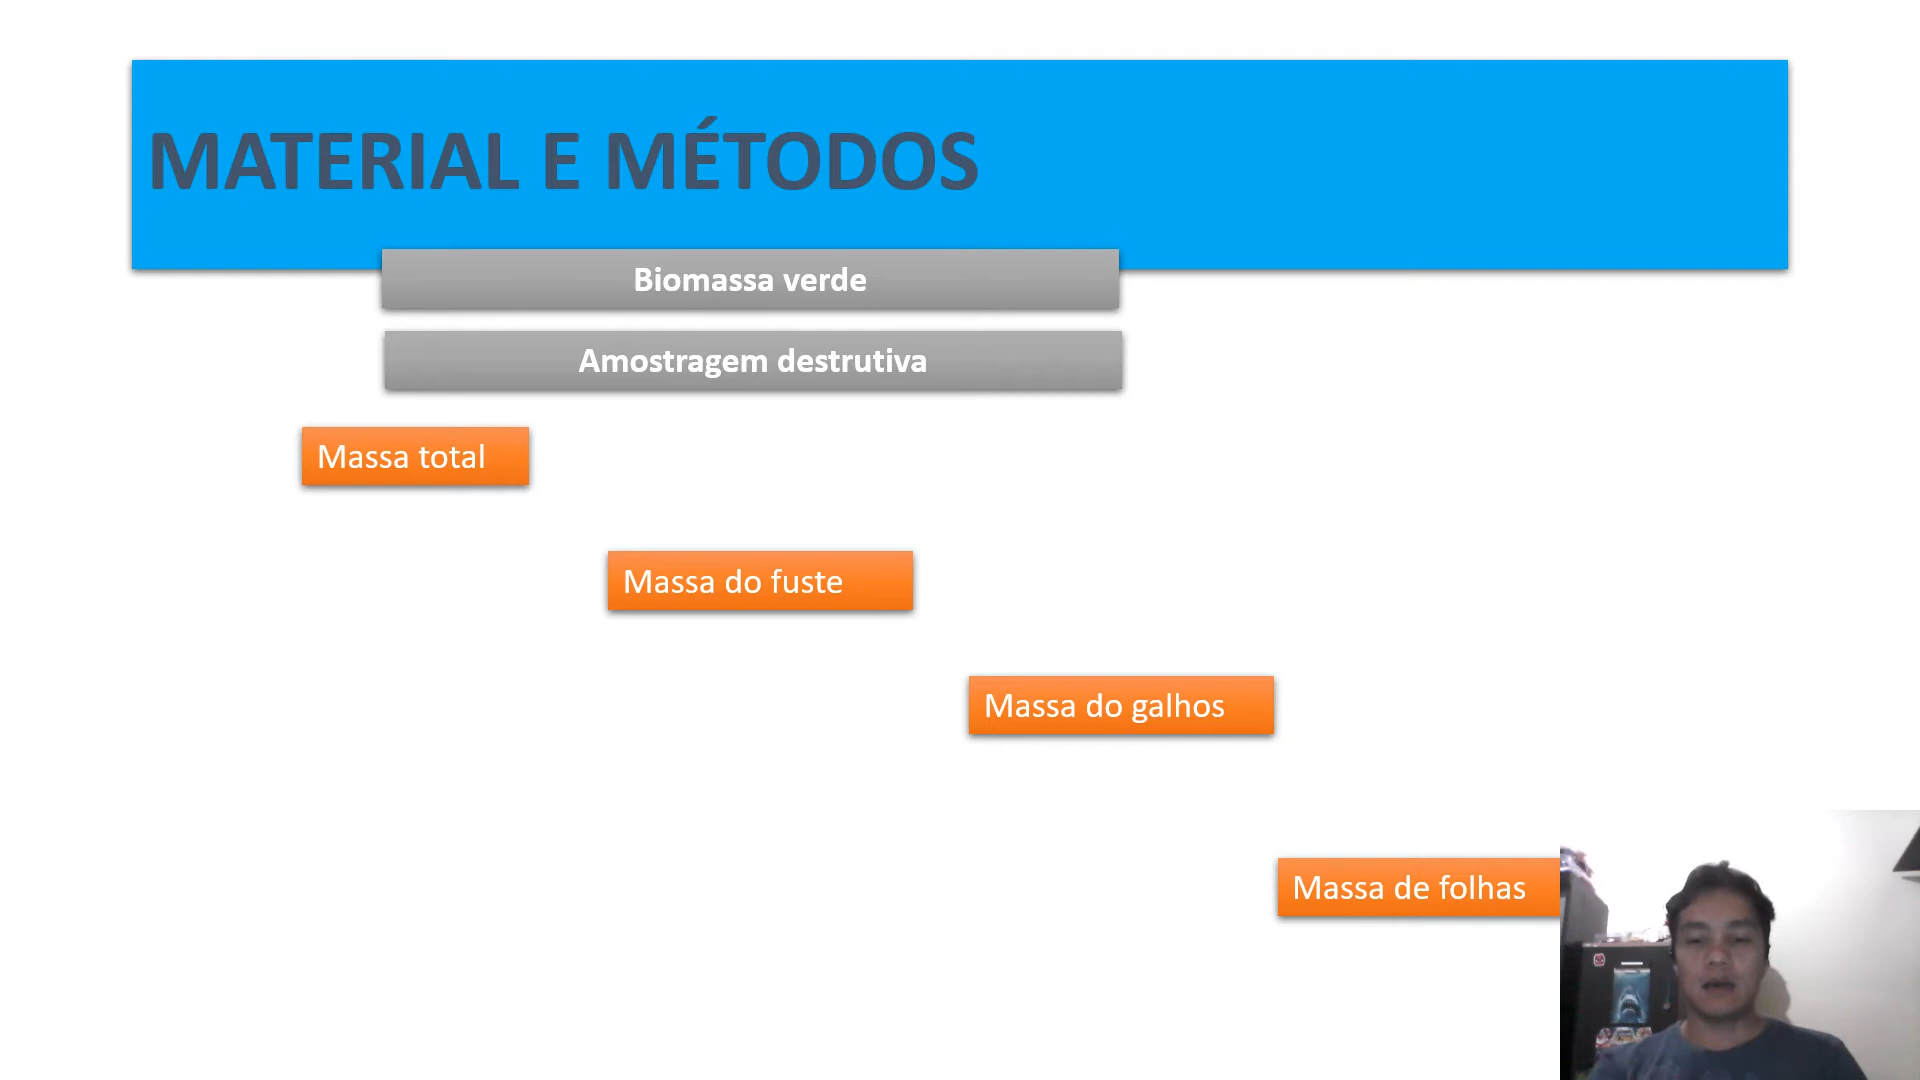 MATERIAL E MÉTODOS
Biomassa verde
Amostragem destrutiva
Massa total
Massa do fuste
Massa do galhos
Massa de folhas